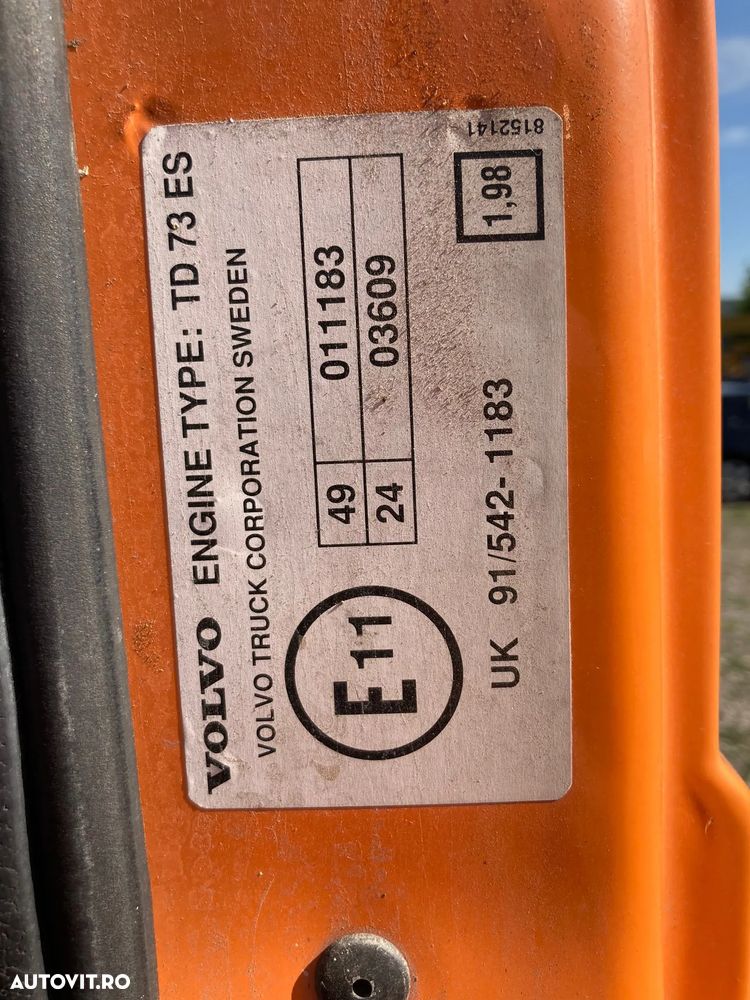 VOLVO ENGINE TYPE: TD 73 ES
VOLVO TRUCK CORPORATION SWEDEN
E 11
49 011183
24 03609
UK 91/542-1183
1,98
8152141
AUTOVIT.RO